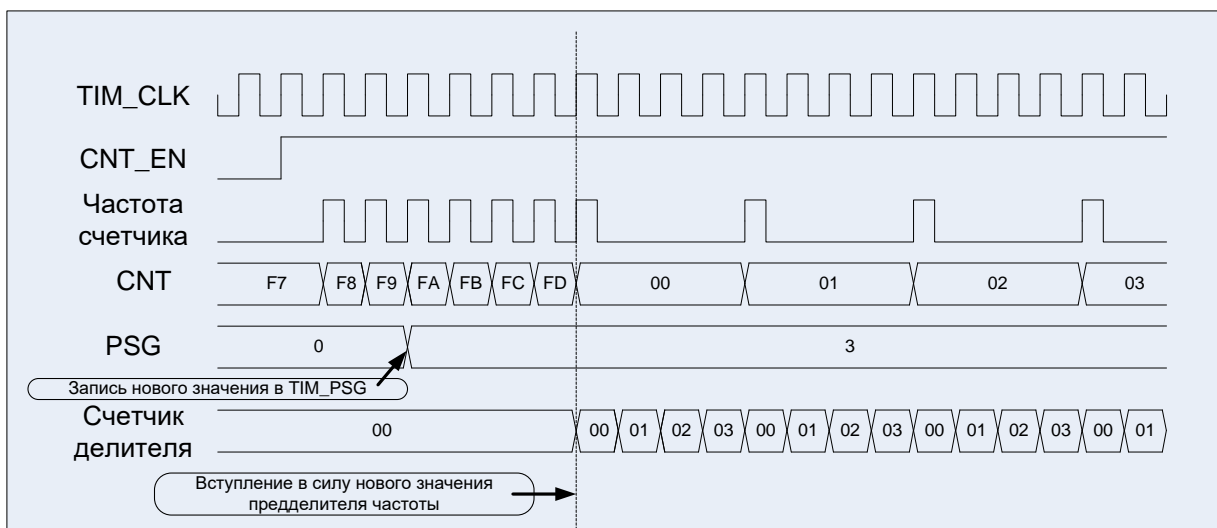 TIM_CLK
CNT_EN
Частота
счетчика
CNT
F7 F8 F9 FA FB FC FD 00 01 02 03
PSG
0 3
Запись нового значения в TIM_PSG
Счетчик
делителя
00 00 01 02 03 00 01 02 03 00 01 02 03 00 01
Вступление в силу нового значения
предделителя частоты